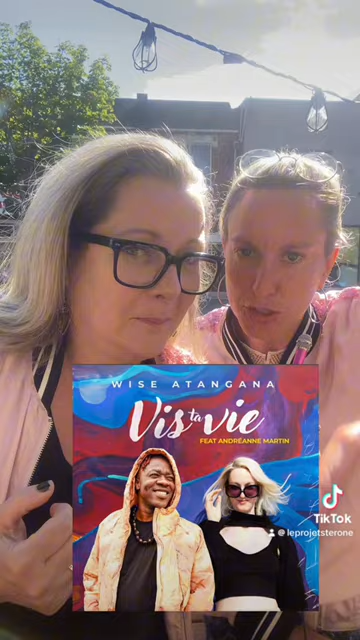 WISE ATANGANA
Vis ta vie
FEAT ANDRÉANNE MARTIN
TikTok
@leprojetsterone